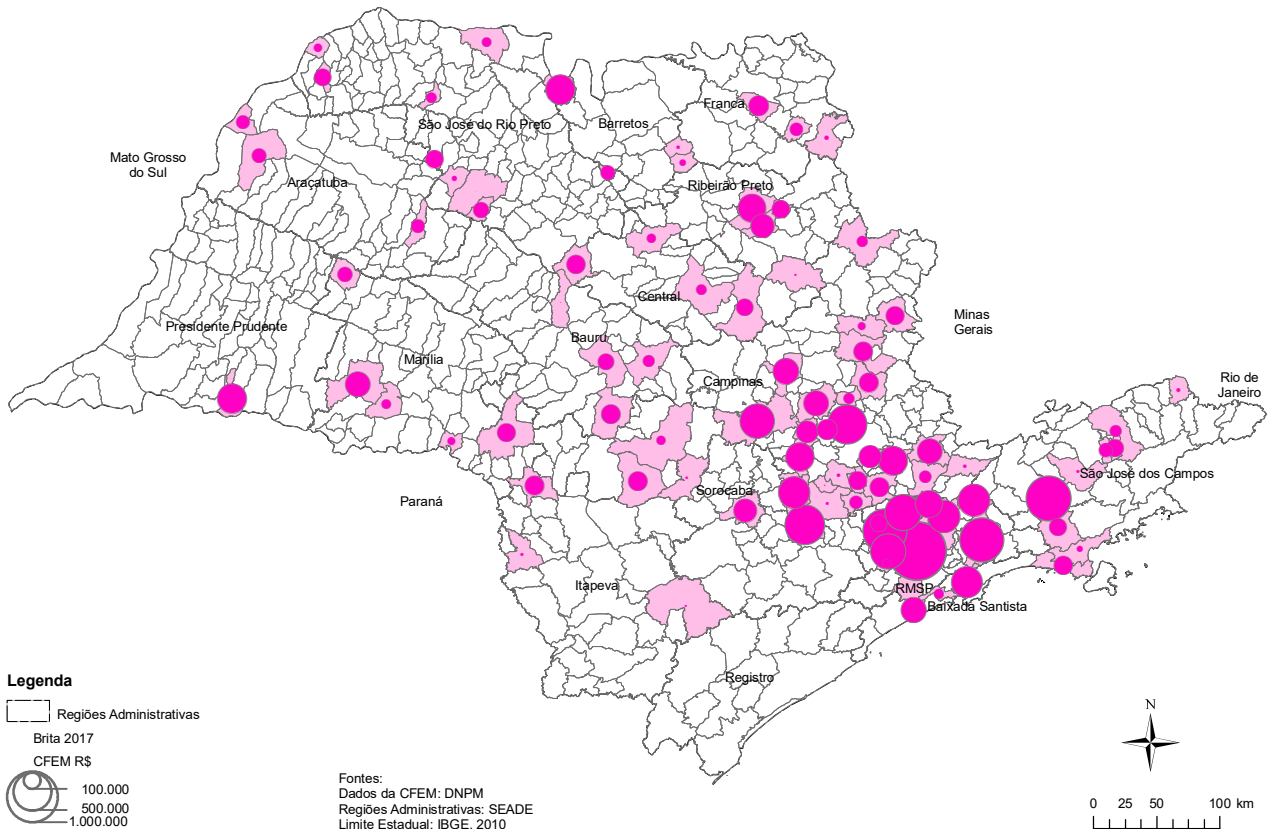 Franca
São José do Rio Preto
Barretos
Mato Grosso
do Sul
Araçatuba
Ribeirão Preto
Central
Minas
Gerais
Presidente Prudente
Bauru
Marília
Campinas
Rio de
Janeiro
São José dos Campos
Sorocaba
Paraná
Itapeva
RMSP
Baixada Santista
Registro
Legenda
Regiões Administrativas
Brita 2017
CFEM R$
100.000
500.000
1.000.000
Fontes:
Dados da CFEM: DNPM
Regiões Administrativas: SEADE
Limite Estadual: IBGE, 2010
N
0 25 50 100 km